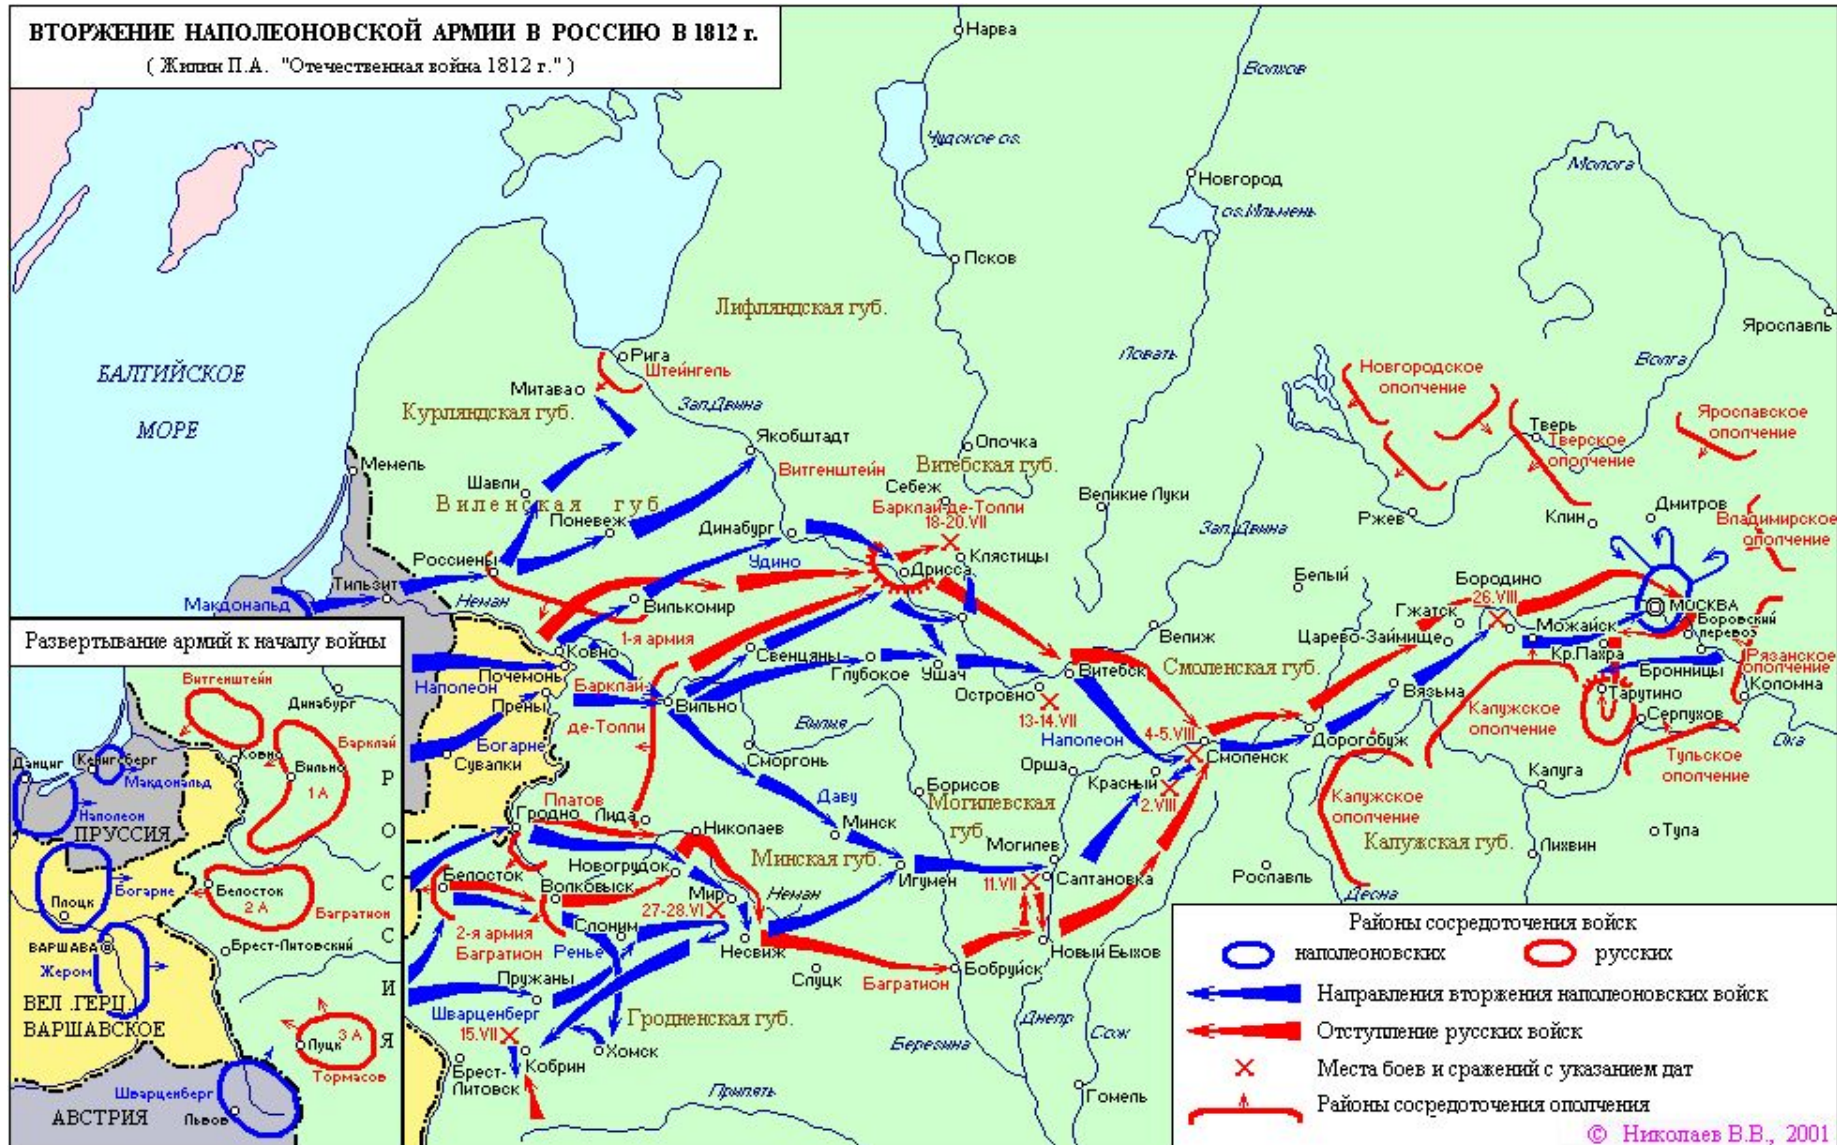 ВТОРЖЕНИЕ НАПОЛЕОНОВСКОЙ АРМИИ В РОССИЮ В 1812 г.
( Жилин П.А. "Отечественная война 1812 г." )
Нарва
Волхов
Чудское оз.
Молога
Новгород
оз.Ильмень
Псков
Лифляндская губ.
Ярославль
Рига
Штейнгель
Ловать
Волга
БАЛТИЙСКОЕ
МОРЕ
Митава
Курляндская губ.
Зап.Двина
Новгородское
ополчение
Ярославское
ополчение
Якобштадт
Опочка
Тверь
Тверское
ополчение
Мемель
Витгенштейн
Витебская губ.
Шавли
Себеж
Виленская губ.
Барклай-де-Толли
18-20.VII
Великие Луки
Поневеж
Динабург
Ржев
Клин
Дмитров
Владимирское
ополчение
Зап.Двина
Россиены
Удино
Клястицы
Дрисса
Тильзит
Белый
Бородино
26.VIII
Макдональд
Неман
Вилькомир
Гжатск
МОСКВА
Можайск
Боровский
перевоз
1-я армия
Велиж
Царево-Займище
Ковно
Свенцяны
Смоленская губ.
Кр.Пахра
Рязанское
ополчение
Наполеон
Почемонь
Барклай-
де-Толли
Глубокое
Ушач
Витебск
Бронницы
Прены
Вильно
Островно
Вязьма
Тарутино
Коломна
13-14.VII
Калужское
ополчение
Серпухов
Вилия
Богарне
Сувалки
Наполеон
4-5.VIII
Дорогобуж
Ока
Сморгонь
Смоленск
Тульское
ополчение
Орша
Красный
Борисов
2.VIII
Калуга
Даву
Могилевская
губ.
Калужское
ополчение
Платов
Гродно
Лида
Николаев
Минск
Калужская губ.
Тула
Минская губ.
Могилев
Лихвин
Новогрудок
Игумен
Салтановка
Рославль
Белосток
Волковыск
Мир
Неман
11.VII
Десна
27-28.VI
Слоним
2-я армия
Багратион
Ренье
Несвиж
Новый Быхов
Пружаны
Слуцк
Багратион
Бобруйск
Шварценберг
Гродненская губ.
Днепр
Сож
15.VII
Кобрин
Хомск
Березина
Брест-
Литовск
Припять
Гомель
Развертывание армий к началу войны
Витгенштейн
Динабург
Барклай
Ковно
Данциг
Кенигсберг
Вильно
Макдональд
1 А
Наполеон
ПРУССИЯ
Богарне
Белосток
2 А
Плоцк
Багратион
ВАРШАВА
Брест-Литовский
Жером
ВЕЛ .ГЕРЦ.
ВАРШАВСКОЕ
Луцк
3 А
Тормасов
Шварценберг
АВСТРИЯ
Львов
Р
О
С
С
И
Я
Районы сосредоточения войск
наполеоновских
русских
Направления вторжения наполеоновских войск
Отступление русских войск
Места боев и сражений с указанием дат
Районы сосредоточения ополчения
© Николаев В.В., 2001